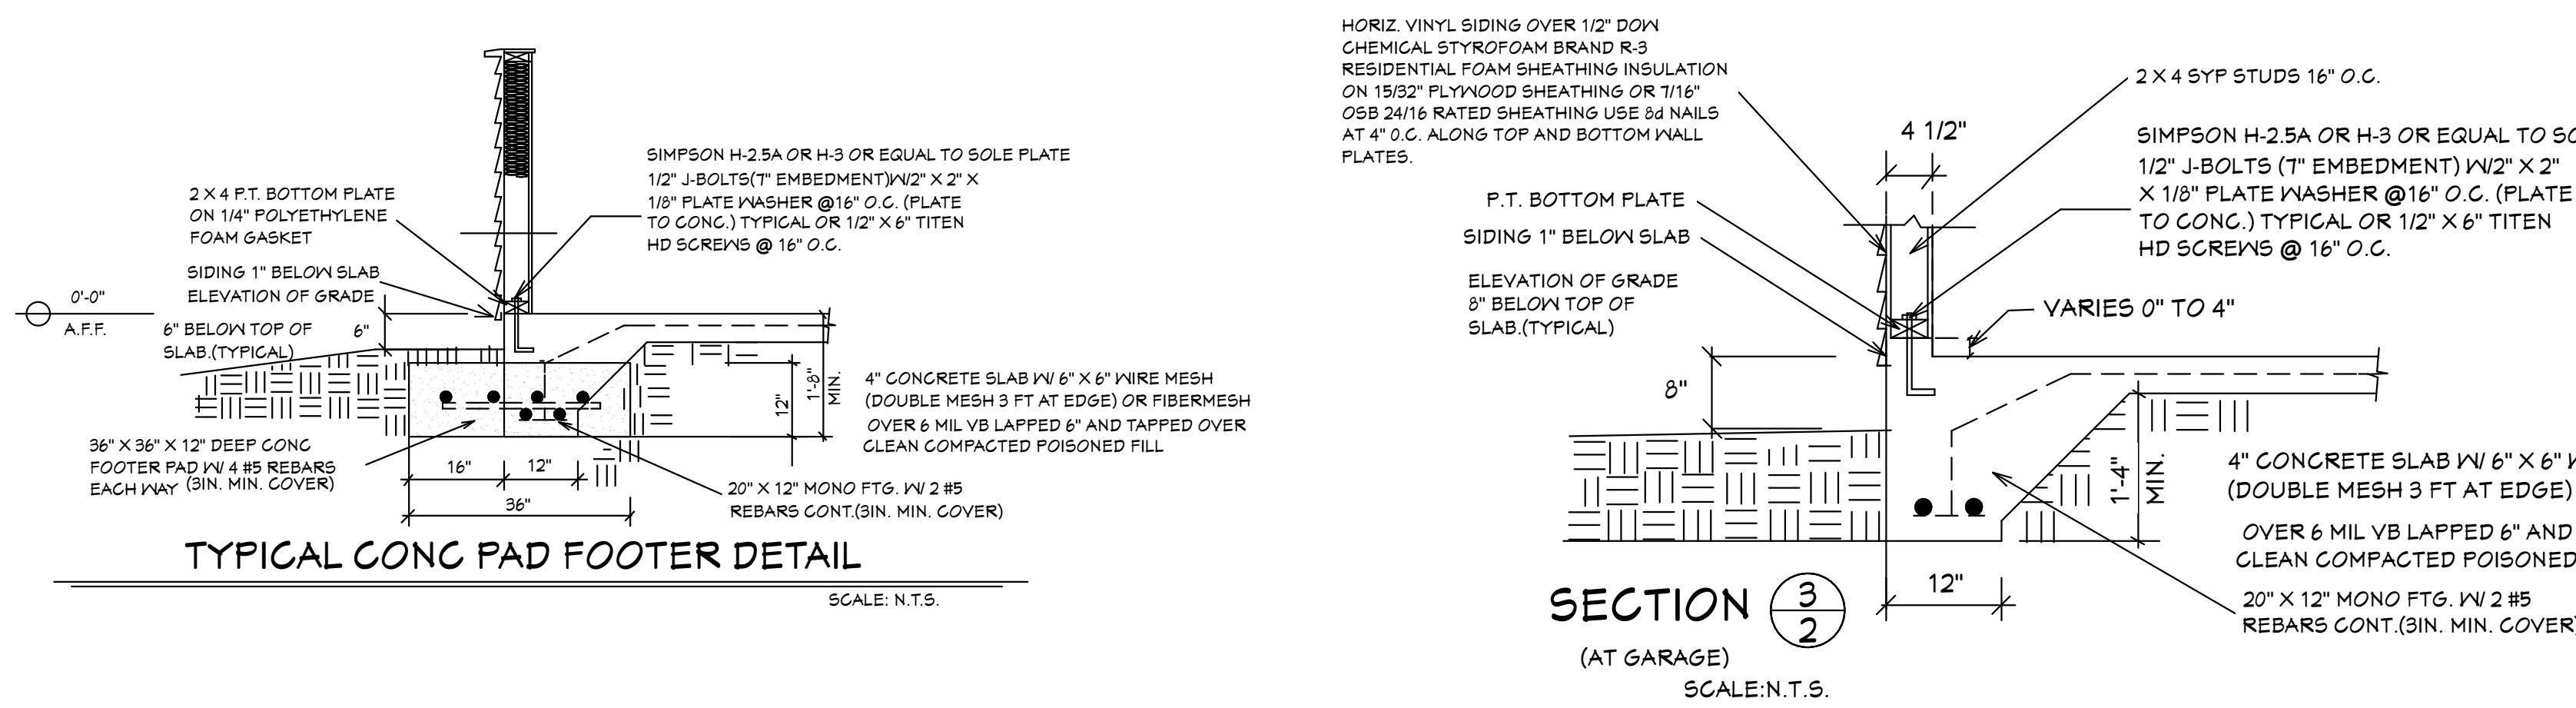 2 X 4 P.T. BOTTOM PLATE
ON 1/4" POLYETHYLENE
FOAM GASKET
SIDING 1" BELOW SLAB
ELEVATION OF GRADE
0'-0"
A.F.F.
6" BELOW TOP OF
SLAB.(TYPICAL)
6"
SIMPSON H-2.5A OR H-3 OR EQUAL TO SOLE PLATE
1/2" J-BOLTS(7" EMBEDMENT)W/2" X 2" X
1/8" PLATE WASHER @16" O.C. (PLATE
TO CONC.) TYPICAL OR 1/2" X 6" TITEN
HD SCREWS @ 16" O.C.
12"
1'-8"
MIN.
4" CONCRETE SLAB W/ 6" X 6" WIRE MESH
(DOUBLE MESH 3 FT AT EDGE) OR FIBERMESH
OVER 6 MIL VB LAPPED 6" AND TAPPED OVER
CLEAN COMPACTED POISONED FILL
36" X 36" X 12" DEEP CONC
FOOTER PAD W/ 4 #5 REBARS
EACH WAY (3IN. MIN. COVER)
16"
12"
36"
20" X 12" MONO FTG. W/ 2 #5
REBARS CONT.(3IN. MIN. COVER)
TYPICAL CONC PAD FOOTER DETAIL
SCALE: N.T.S.
HORIZ. VINYL SIDING OVER 1/2" DOW
CHEMICAL STYROFOAM BRAND R-3
RESIDENTIAL FOAM SHEATHING INSULATION
ON 15/32" PLYWOOD SHEATHING OR 7/16"
OSB 24/16 RATED SHEATHING USE 8d NAILS
AT 4" O.C. ALONG TOP AND BOTTOM WALL
PLATES.
P.T. BOTTOM PLATE
SIDING 1" BELOW SLAB
ELEVATION OF GRADE
8" BELOW TOP OF
SLAB.(TYPICAL)
8"
4 1/2"
2 X 4 SYP STUDS 16" O.C.
SIMPSON H-2.5A OR H-3 OR EQUAL TO
1/2" J-BOLTS (7" EMBEDMENT) W/2" X 2"
X 1/8" PLATE WASHER @16" O.C. (PLATE
TO CONC.) TYPICAL OR 1/2" X 6" TITEN
HD SCREWS @ 16" O.C.
VARIES 0" TO 4"
1'-4"
MIN.
4" CONCRETE SLAB W/ 6" X 6"
(DOUBLE MESH 3 FT AT EDGE)
OVER 6 MIL VB LAPPED 6" AND
CLEAN COMPACTED POISONED
20" X 12" MONO FTG. W/ 2 #5
REBARS CONT.(3IN. MIN. COVER)
12"
SECTION
3
2
(AT GARAGE)
SCALE:N.T.S.